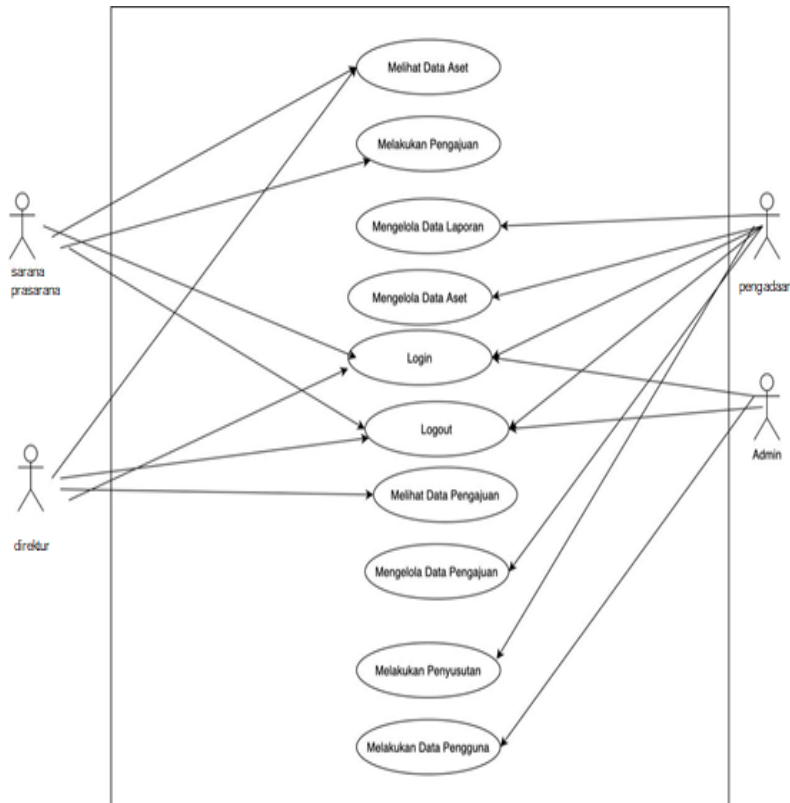 Melihat Data Aset
Melakukan Pengajuan
Mengelola Data Laporan
Mengelola Data Aset
Login
Logout
Melihat Data Pengajuan
Mengelola Data Pengajuan
Melakukan Penyusutan
Melakukan Data Pengguna
sarana
prasarana
direktur
pengadaar
Admin